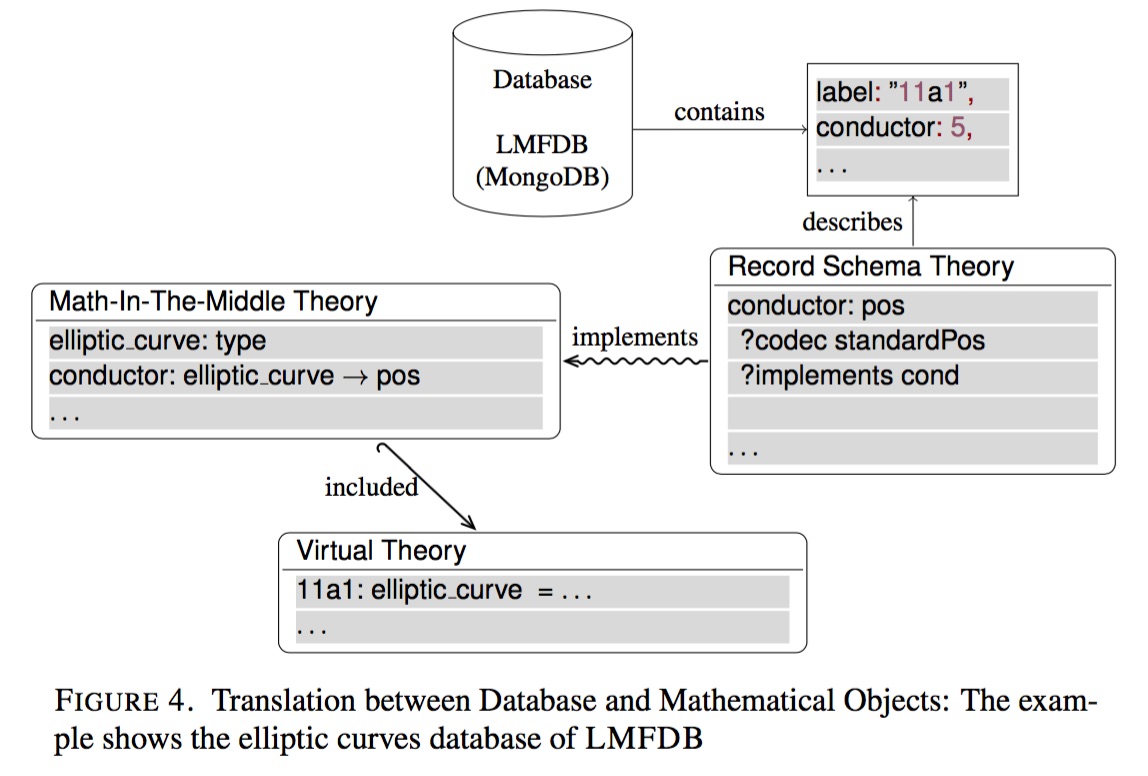 Database
LMFDB
(MongoDB)
contains
label: ”11a1”,
conductor: 5,
...
describes
Record Schema Theory
conductor: pos
?codec standardPos
?implements cond
...
implements
Math-In-The-Middle Theory
elliptic_curve: type
conductor: elliptic_curve → pos
...
included
Virtual Theory
11a1: elliptic_curve = ...
...
FIGURE 4. Translation between Database and Mathematical Objects: The exam-
ple shows the elliptic curves database of LMFDB